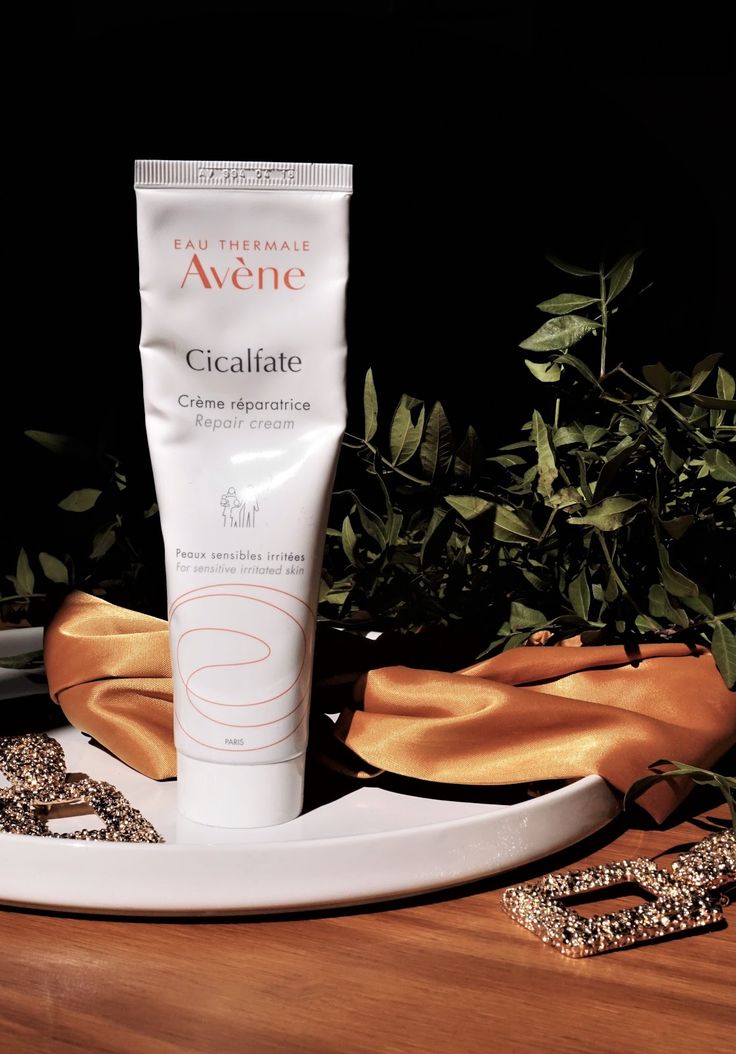 EAU THERMALE
Avène
Cicalfate
Crème réparatrice
Repair cream
Peaux sensibles irritées
For sensitive irritated skin
PARIS